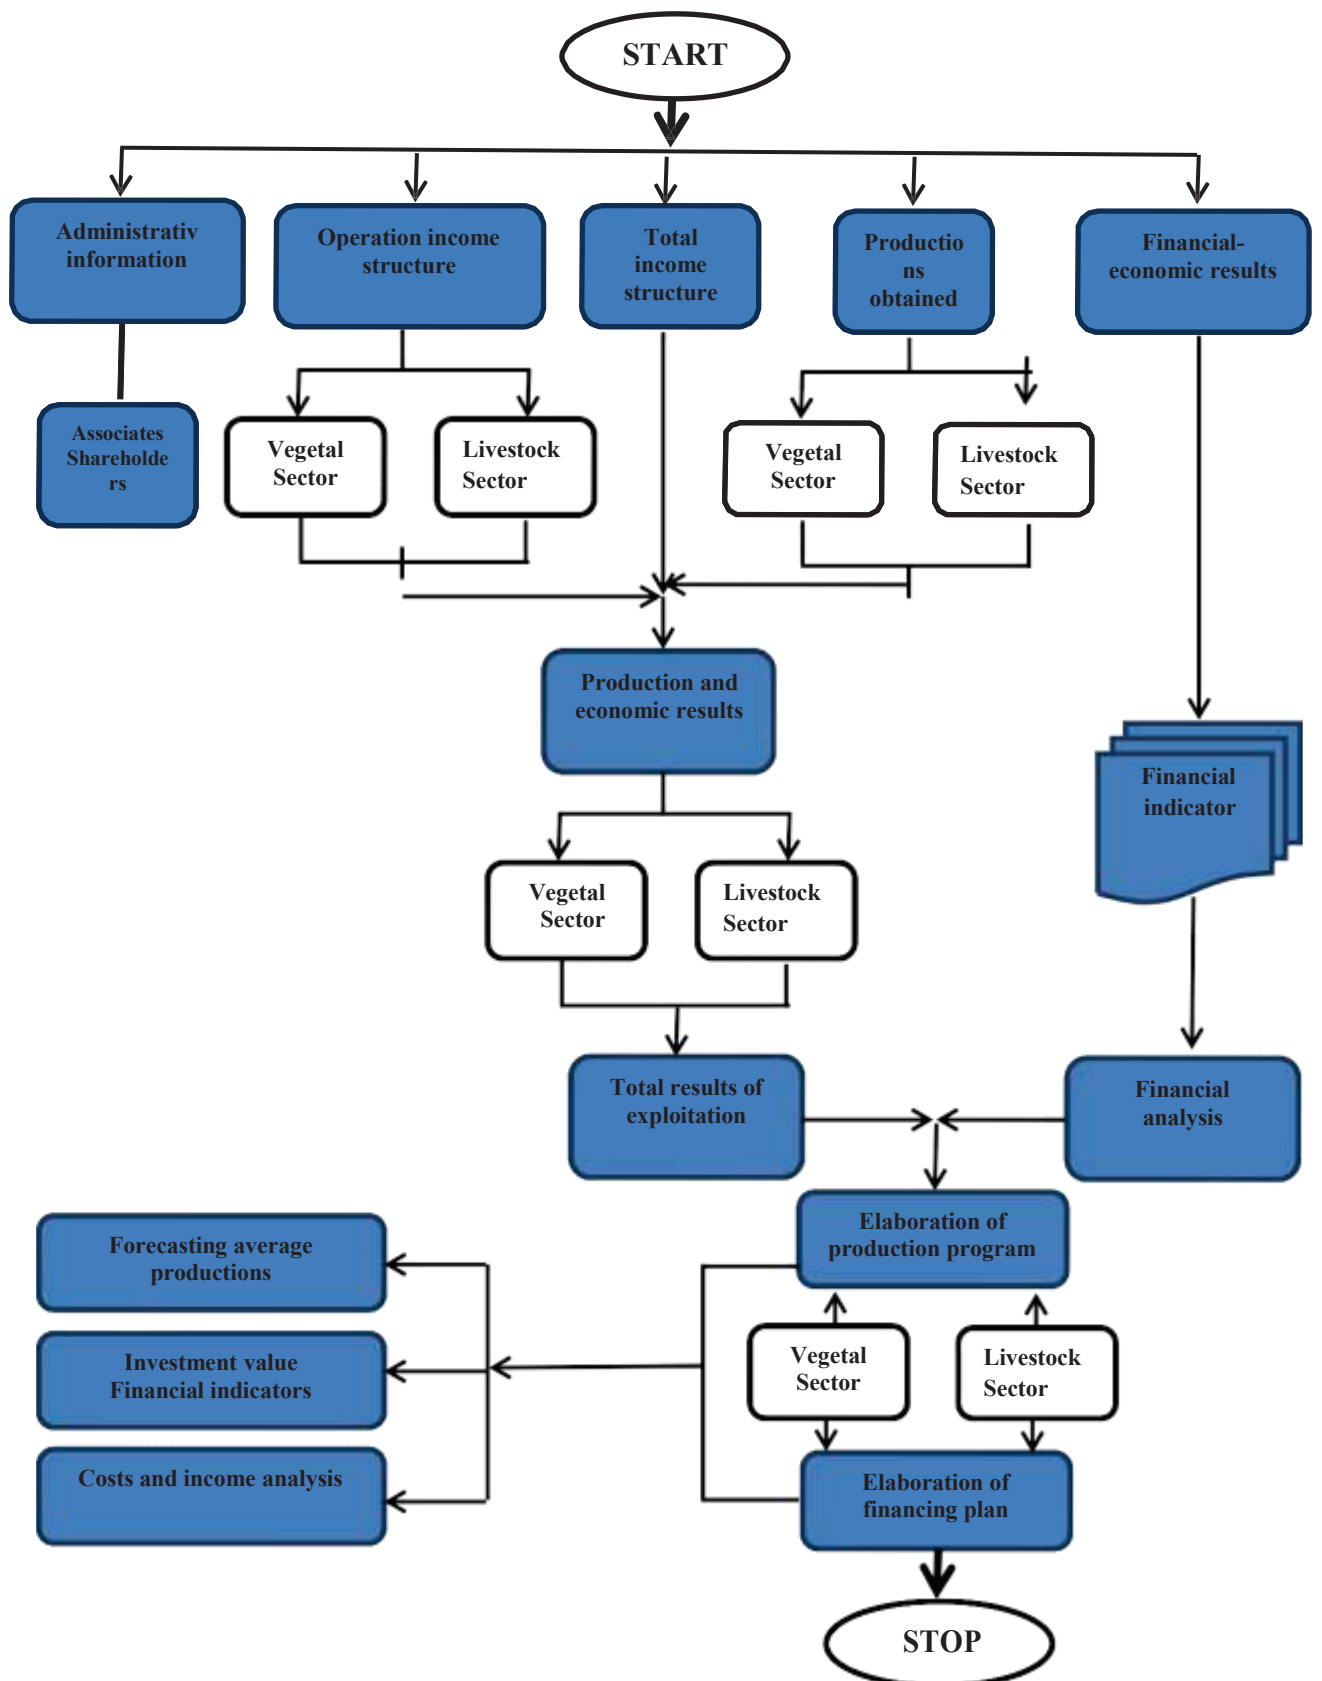 START
Administrativ
information
Operation income
structure
Total
income
structure
Productio
ns
obtained
Financial-
economic results
Associates
Shareholde
rs
Vegetal
Sector
Livestock
Sector
Vegetal
Sector
Livestock
Sector
Production and
economic results
Financial
indicator
Vegetal
Sector
Livestock
Sector
Total results of
exploitation
Financial
analysis
Elaboration of
production program
Forecasting average
productions
Vegetal
Sector
Livestock
Sector
Investment value
Financial indicators
Costs and income analysis
Elaboration of
financing plan
STOP